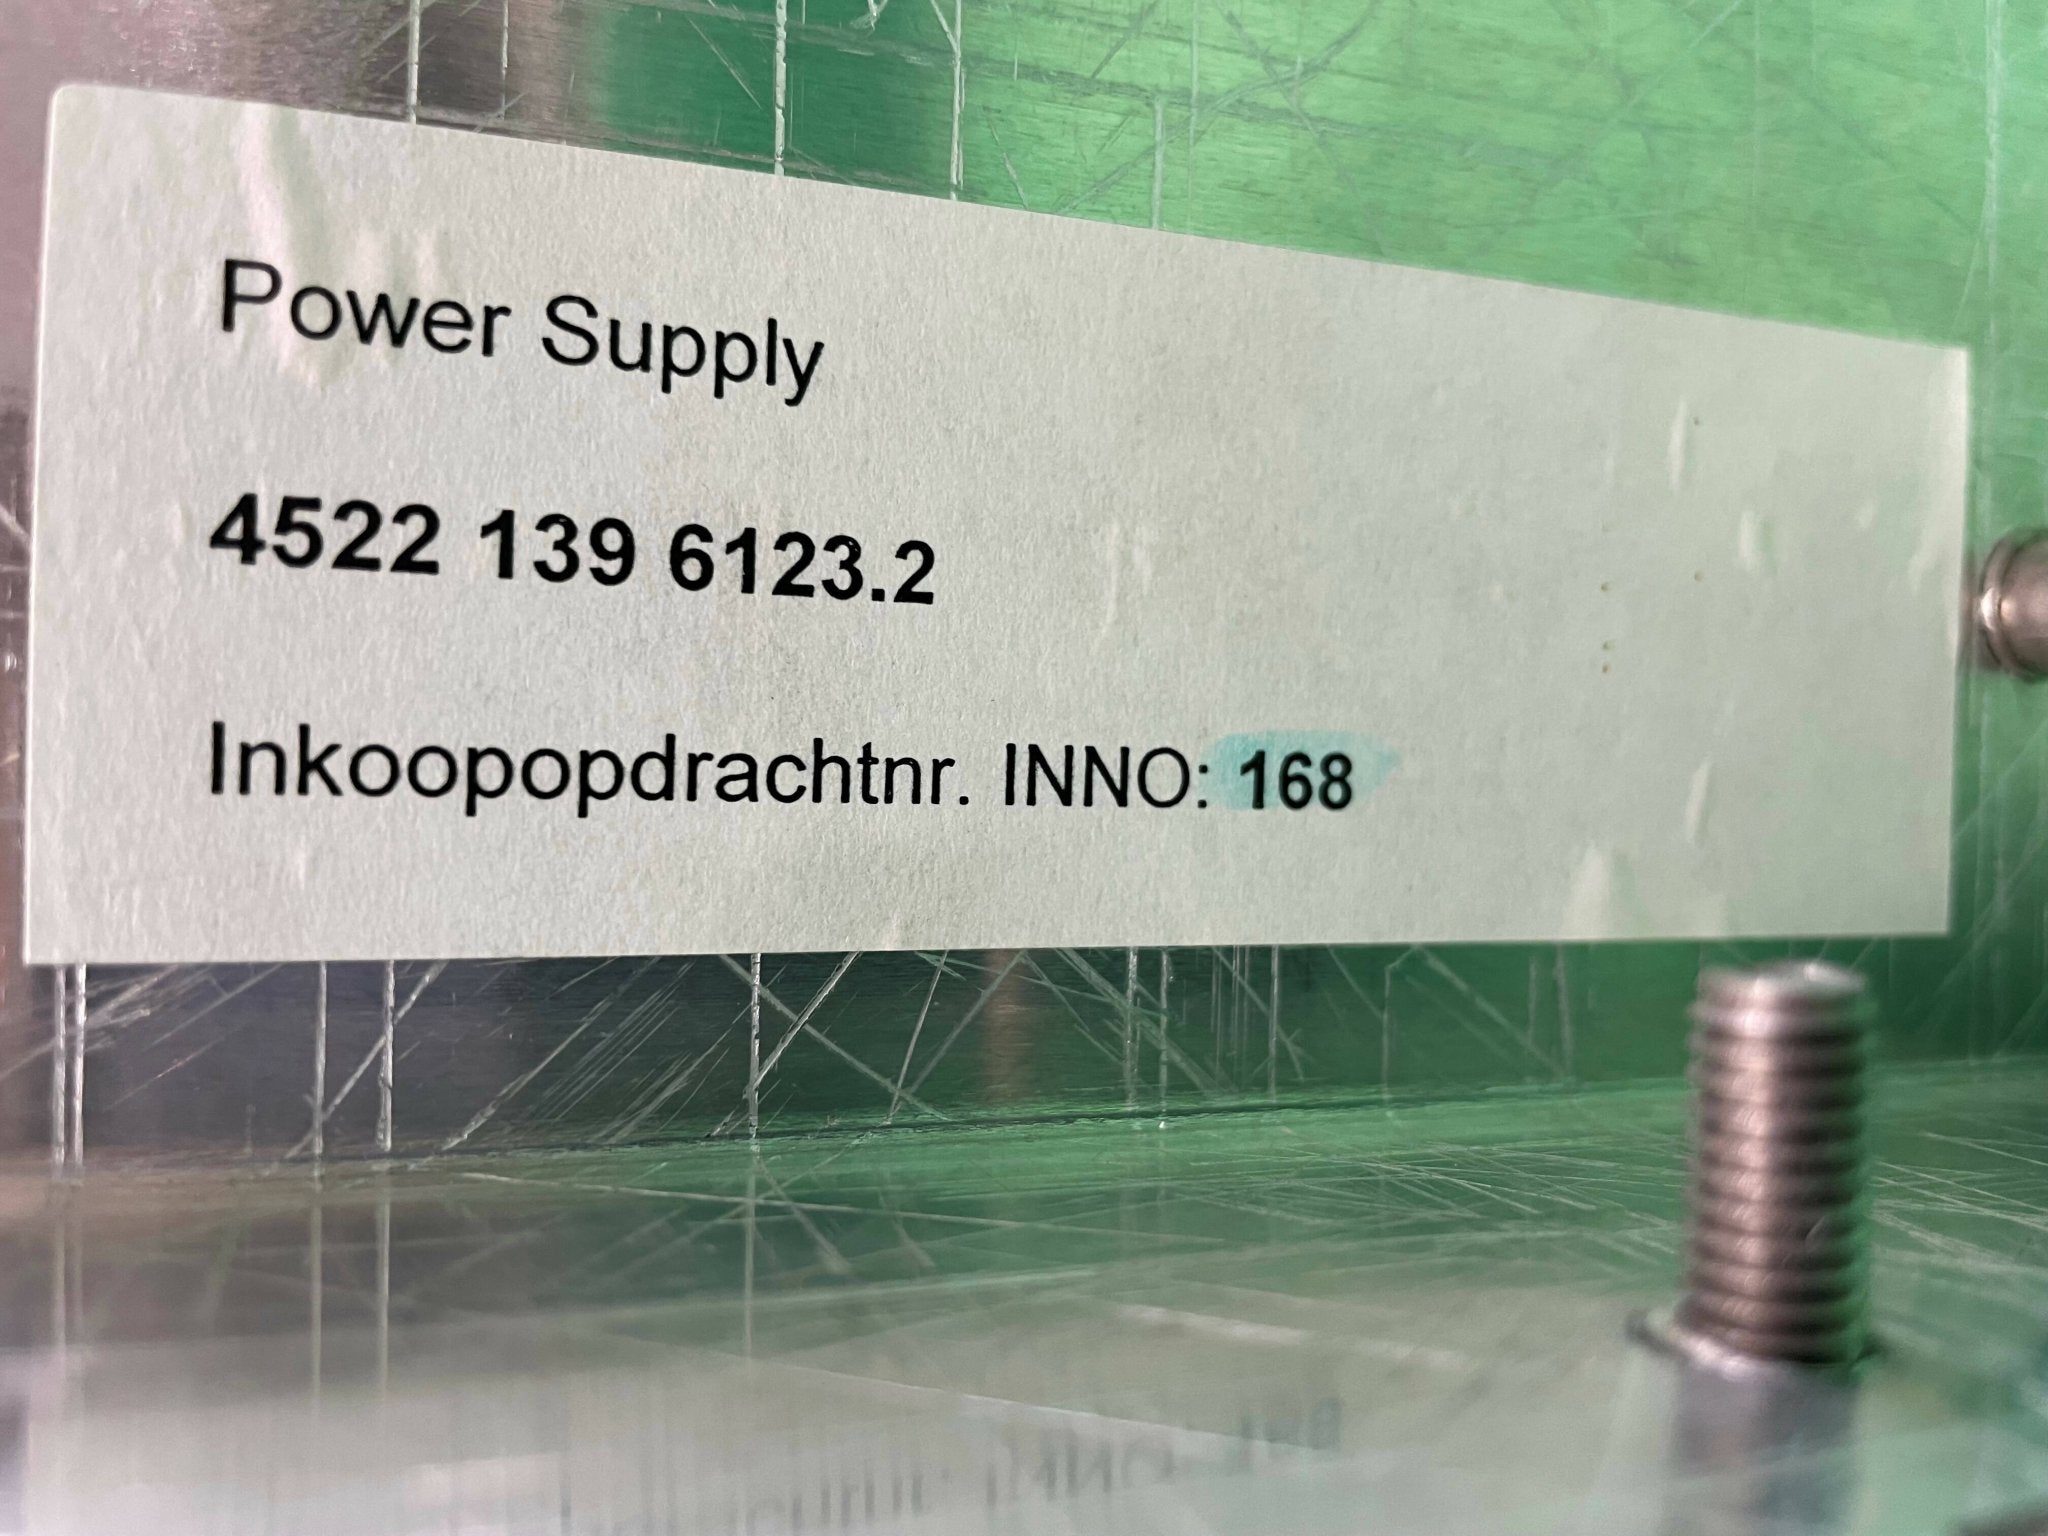 Power Supply
4522 139 6123.2
Inkoopopdrachtnr. INNO: 168